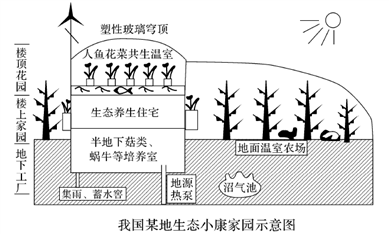 塑性玻璃穹顶
人鱼花菜共生温室
楼顶花园
楼上家园
地下工厂
生态养生住宅
半地下菇类、
蜗牛等培养室
地面温室农场
集雨、蓄水窖
地源
热泵
沼气池
我国某地生态小康家园示意图